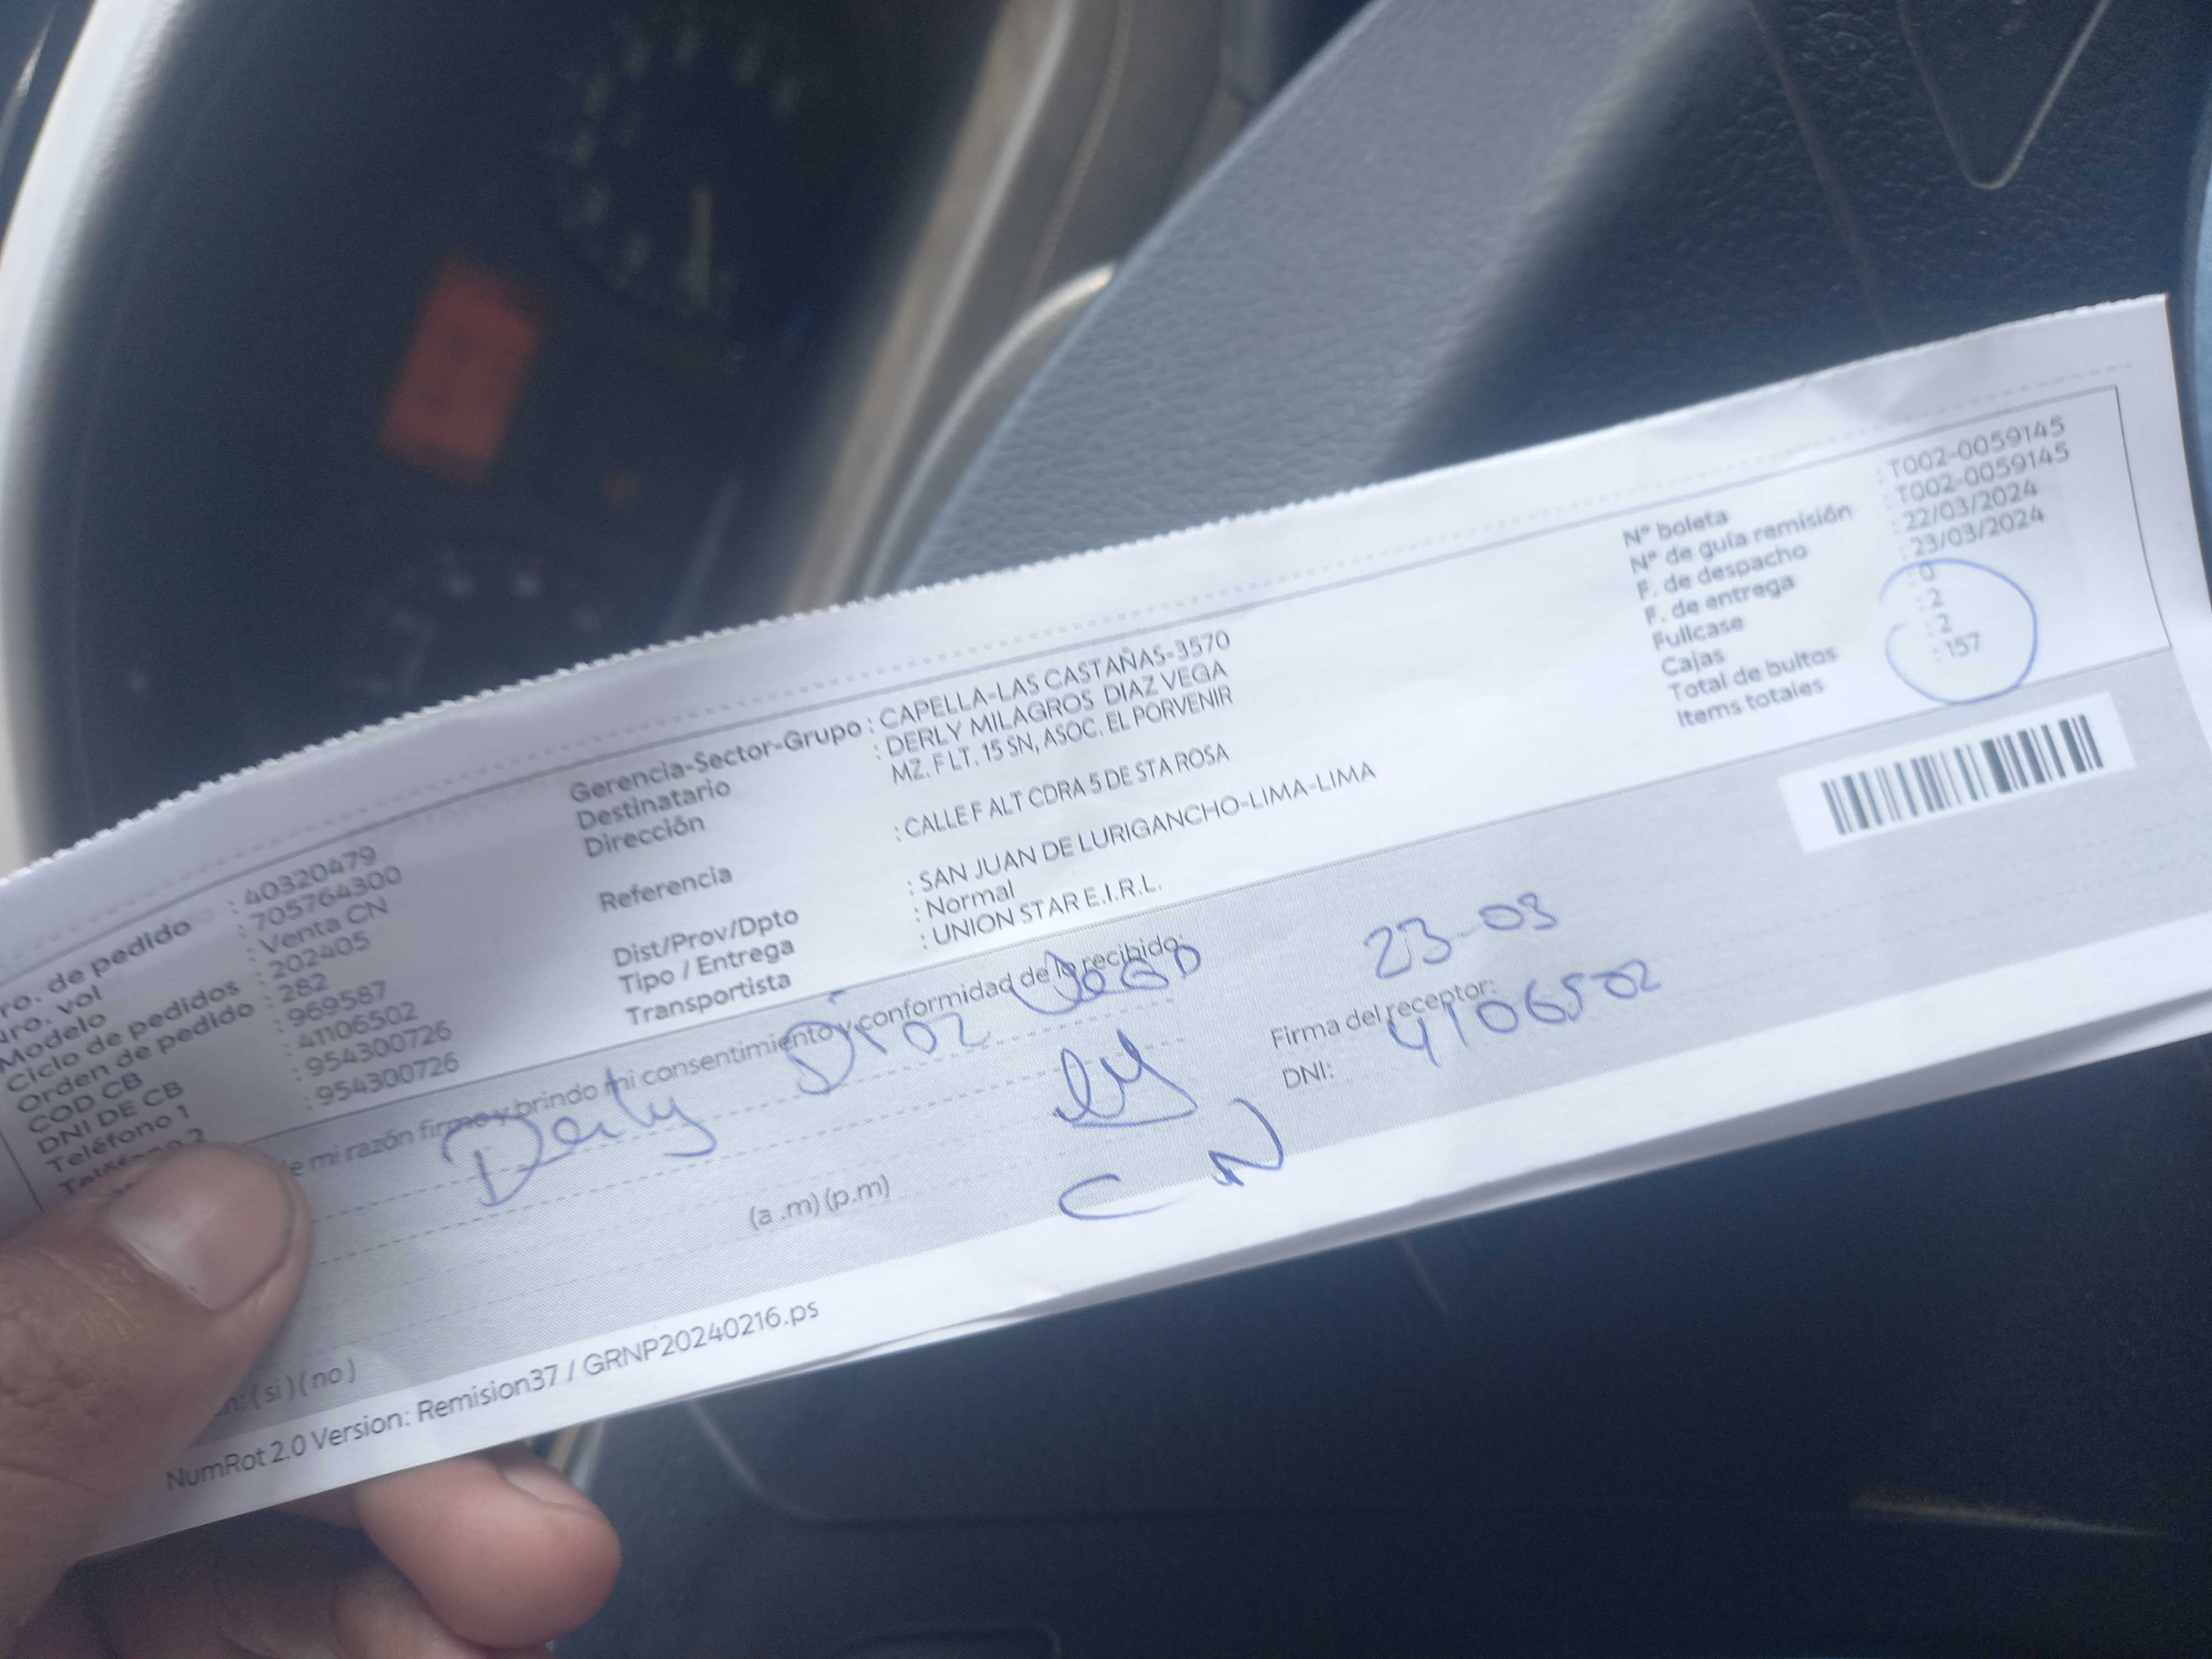 ro. de pedido : 40320479
Nro. vol : 705764300
Modelo : Venta CN
Ciclo de pedidos : 202405
Orden de pedido : 282
COD CB : 969587
DNI DE CB : 41106502
Teléfono 1 : 954300726
Teléfono 2 : 954300726
Gerencia-Sector-Grupo : CAPELLA-LAS CASTAÑAS-3570
Destinatario : DERLY MILAGROS DIAZ VEGA
Dirección MZ. F LT. 15 SN, ASOC. EL PORVENIR
Referencia : CALLE F ALT CDRA 5 DE STA ROSA
Dist/Prov/Dpto : SAN JUAN DE LURIGANCHO-LIMA-LIMA
Tipo / Entrega : Normal
Transportista : UNION STAR E.I.R.L.
N° boleta : T002-0059145
N° de guía remisión : T002-0059145
F. de despacho : 22/03/2024
F. de entrega : 23/03/2024
Fullcase : 0
Cajas : 2
Total de bultos : 2
Items totales : 157
de mi razón firmo y brindo mi consentimiento y conformidad de lo recibido:
Derly Diaz
23-03
Firma del receptor:
DNI: 41106502
(a .m) (p.m)
C N
(si) (no)
NumRot 2.0 Version: Remision37 / GRNP20240216.ps